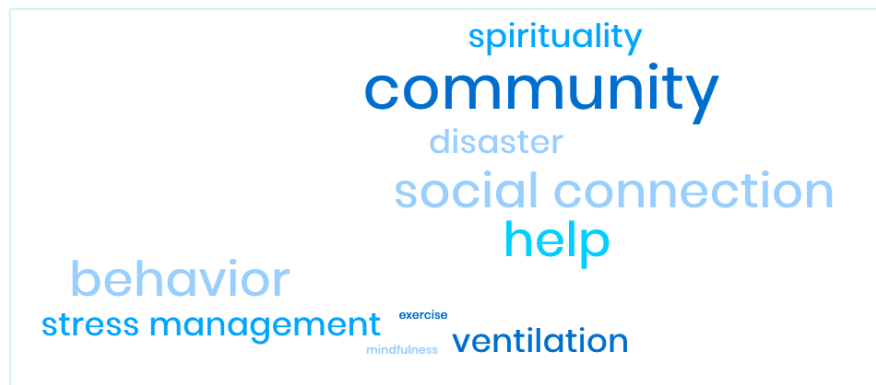 spirituality
community
disaster
social connection
help
behavior
stress management
exercise
mindfulness
ventilation